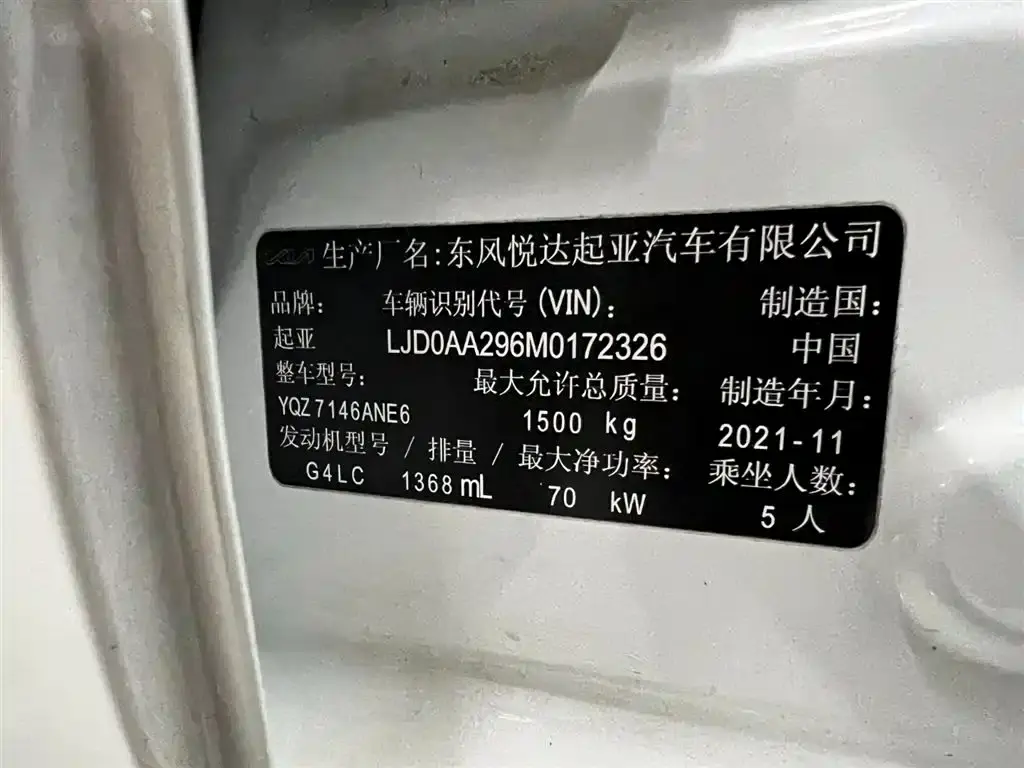 KIA 生产厂名:东风悦达起亚汽车有限公司
品牌: 车辆识别代号(VIN): 制造国:
起亚 LJD0AA296M0172326 中国
整车型号: 最大允许总质量: 制造年月:
YQZ7146ANE6 1500 kg 2021-11
发动机型号/排量/最大净功率: 乘坐人数:
G4LC 1368mL 70 kW 5人